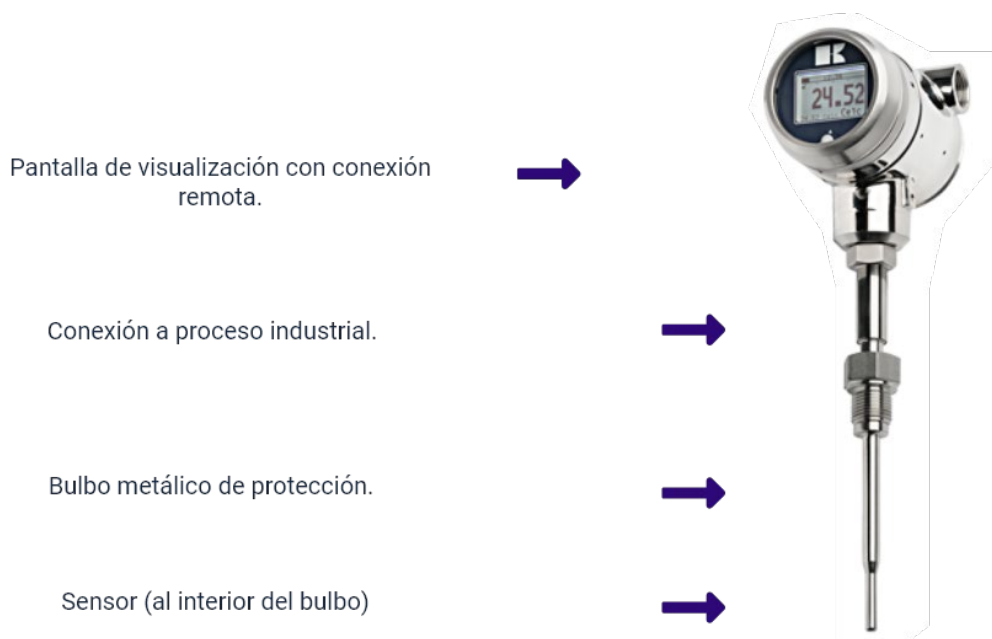 Pantalla de visualización con conexión
remota.
Conexión a proceso industrial.
Bulbo metálico de protección.
Sensor (al interior del bulbo)
24.52